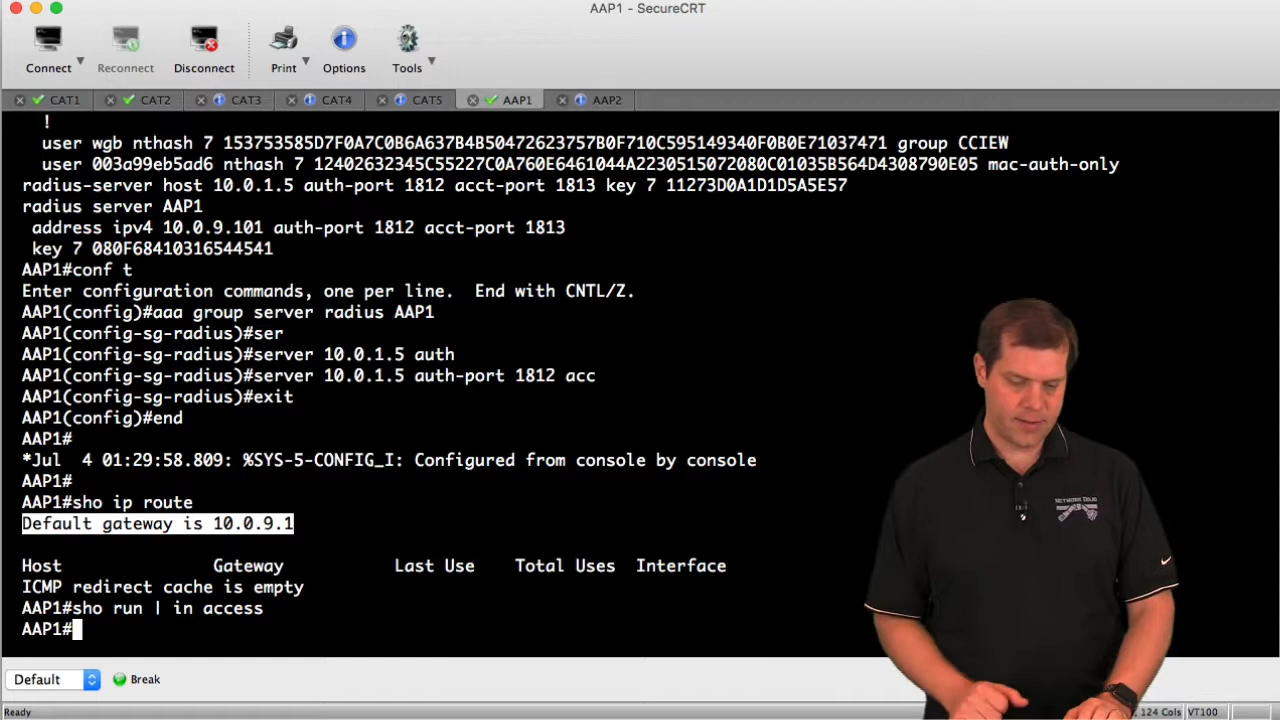 AAP1 - SecureCRT
Connect
Reconnect
Disconnect
Print
Options
Tools
CAT1
CAT2
CAT3
CAT4
CAT5
AAP1
AAP2
!
user wgb nthash 7 153753585D7F0A7C0B6A637B4B50472623757B0F710C595149340F0B0E71037471 group CCIEW
user 003a99eb5ad6 nthash 7 12402632345C55227C0A760E6461044A2230515072080C01035B564D4308790E05 mac-auth-only
radius-server host 10.0.1.5 auth-port 1812 acct-port 1813 key 7 11273D0A1D1D5A5E57
radius server AAP1
address ipv4 10.0.9.101 auth-port 1812 acct-port 1813
key 7 080F68410316544541
AAP1#conf t
Enter configuration commands, one per line.  End with CNTL/Z.
AAP1(config)#aaa group server radius AAP1
AAP1(config-sg-radius)#ser
AAP1(config-sg-radius)#server 10.0.1.5 auth
AAP1(config-sg-radius)#server 10.0.1.5 auth-port 1812 acc
AAP1(config-sg-radius)#exit
AAP1(config)#end
AAP1#
*Jul  4 01:29:58.809: %SYS-5-CONFIG_I: Configured from console by console
AAP1#
AAP1#sho ip route
Default gateway is 10.0.9.1
Host Gateway Last Use Total Uses Interface
ICMP redirect cache is empty
AAP1#sho run | in access
AAP1#
NETWORK DOJO
Default
Break
Ready
, 124 Cols
VT100